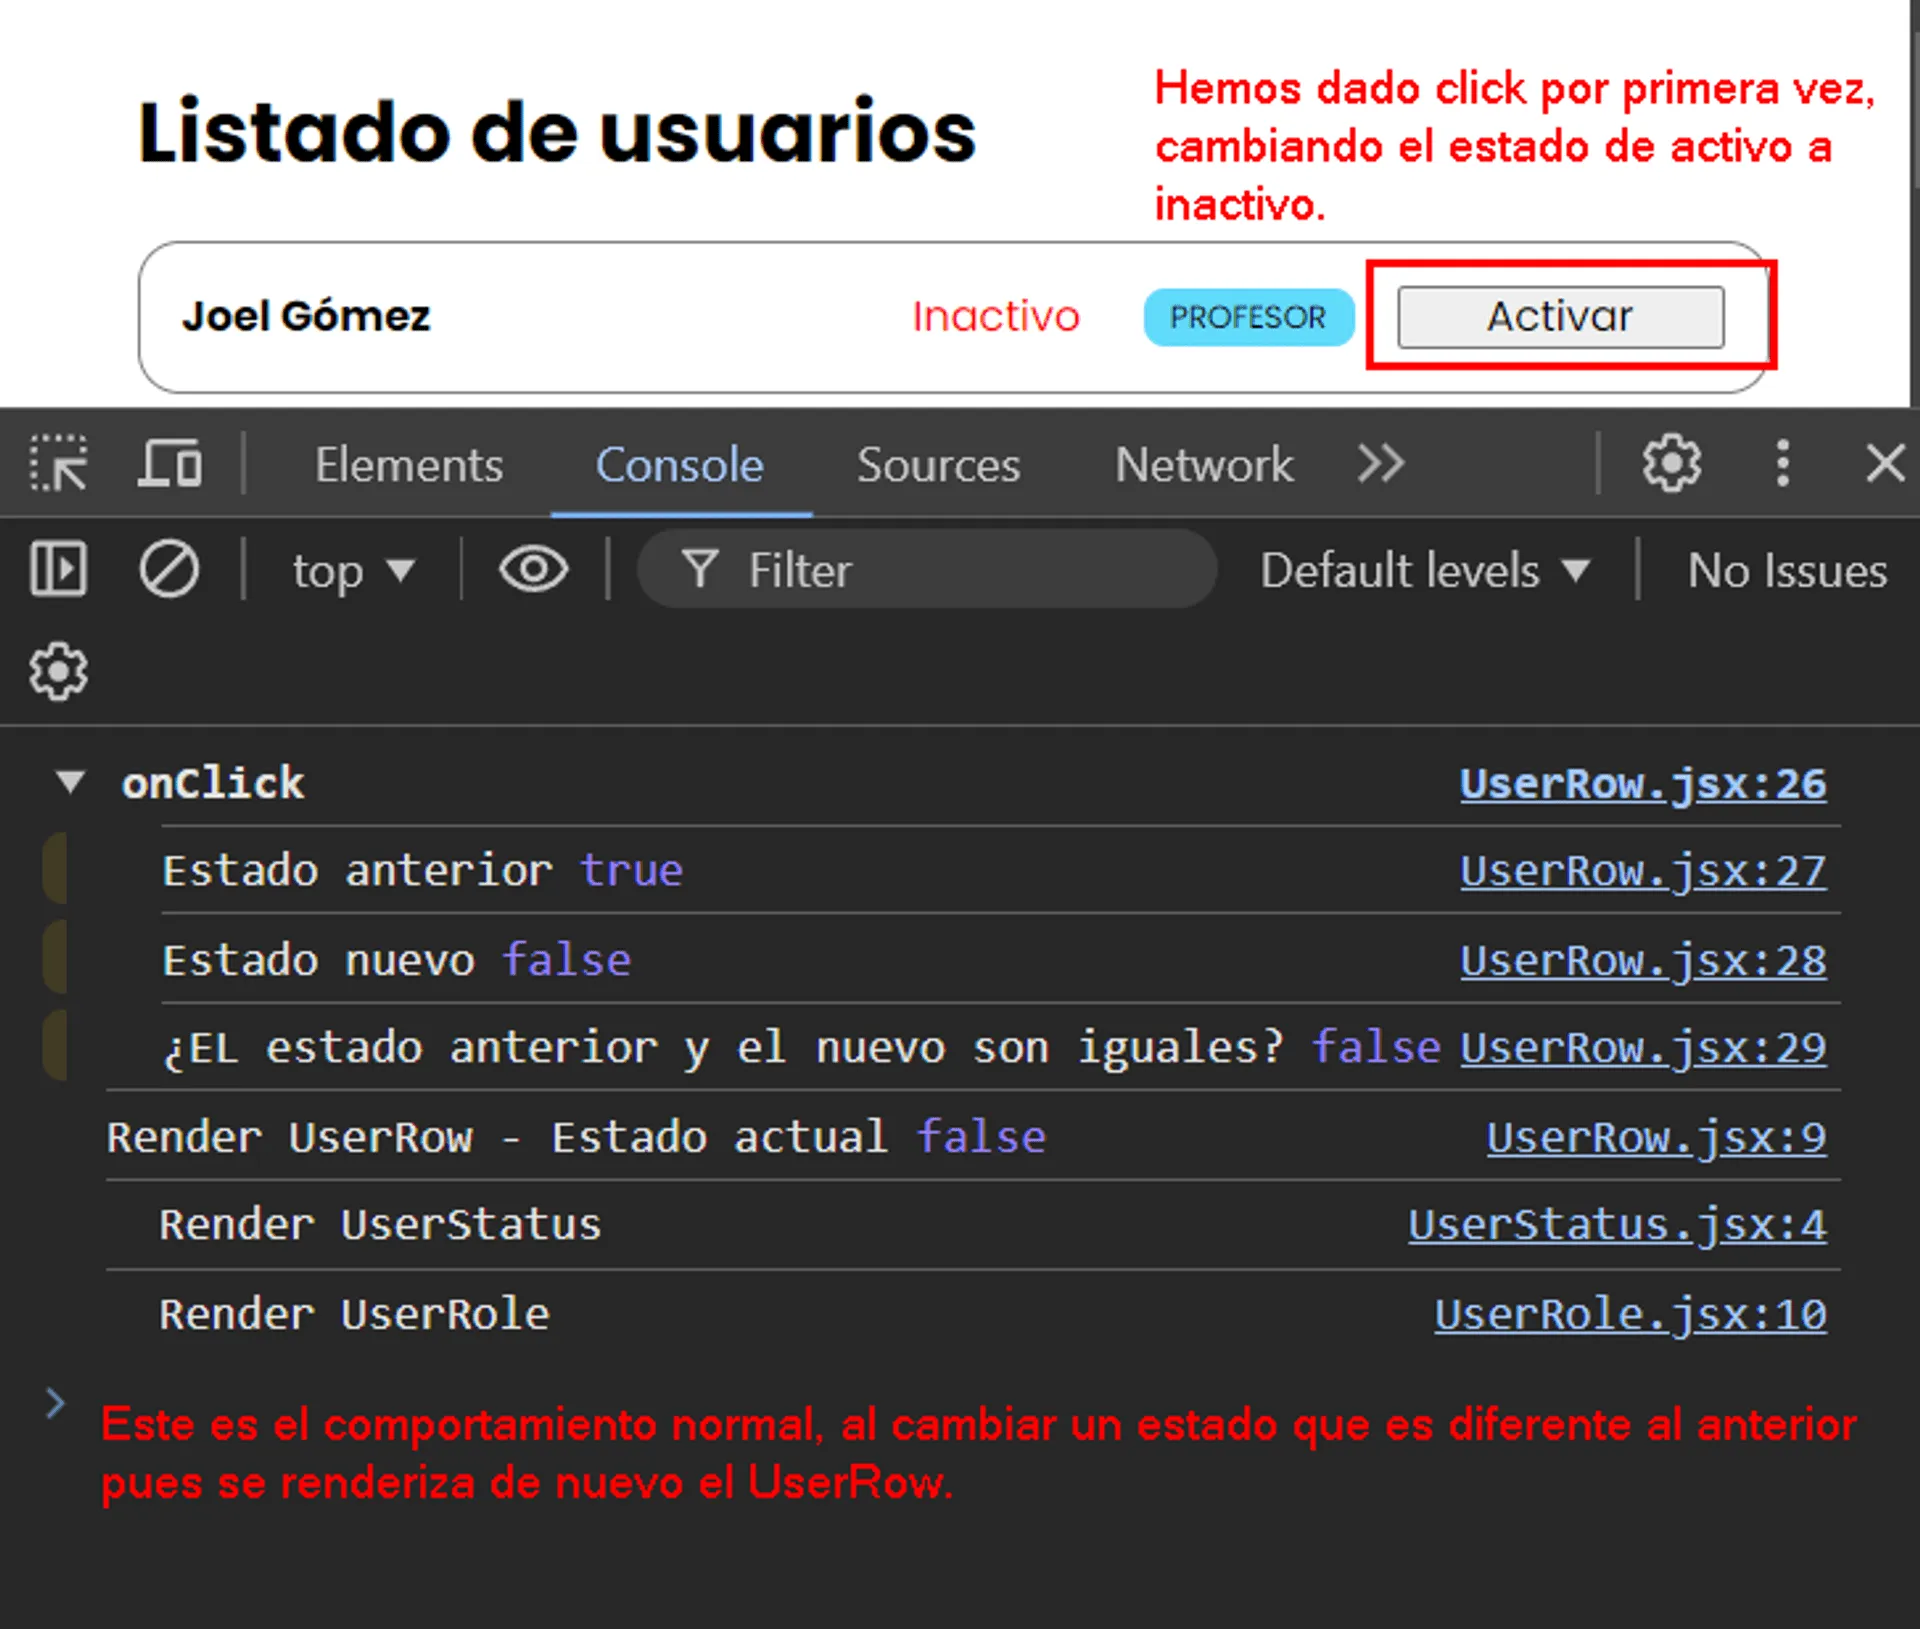 Hemos dado click por primera vez,
cambiando el estado de activo a
inactivo.
Listado de usuarios
Joel Gómez Inactivo PROFESOR Activar
Elements Console Sources Network
top Filter Default levels No Issues
onClick UserRow.jsx:26
Estado anterior true UserRow.jsx:27
Estado nuevo false UserRow.jsx:28
¿EL estado anterior y el nuevo son iguales? false UserRow.jsx:29
Render UserRow - Estado actual false UserRow.jsx:9
Render UserStatus UserStatus.jsx:4
Render UserRole UserRole.jsx:10
Este es el comportamiento normal, al cambiar un estado que es diferente al anterior
pues se renderiza de nuevo el UserRow.